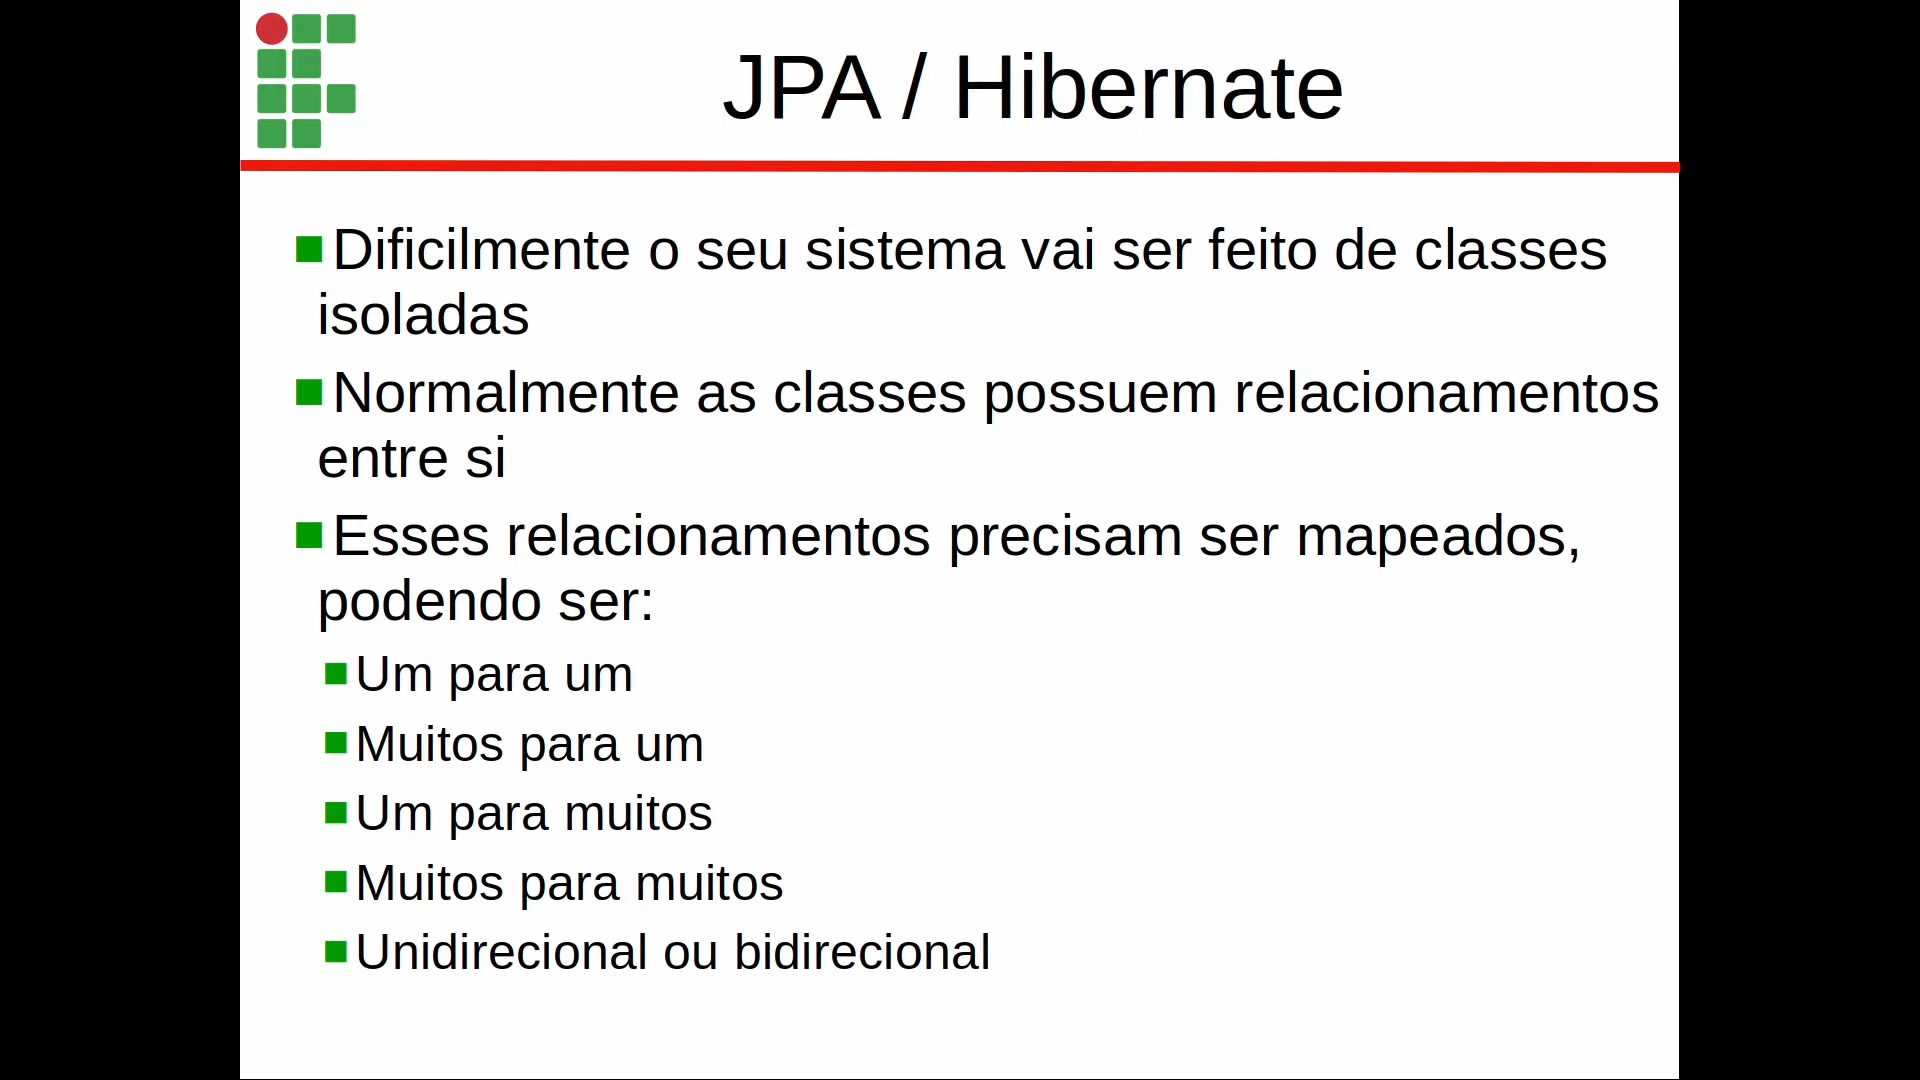 JPA / Hibernate
Dificilmente o seu sistema vai ser feito de classes
isoladas
Normalmente as classes possuem relacionamentos
entre si
Esses relacionamentos precisam ser mapeados,
podendo ser:
Um para um
Muitos para um
Um para muitos
Muitos para muitos
Unidirecional ou bidirecional